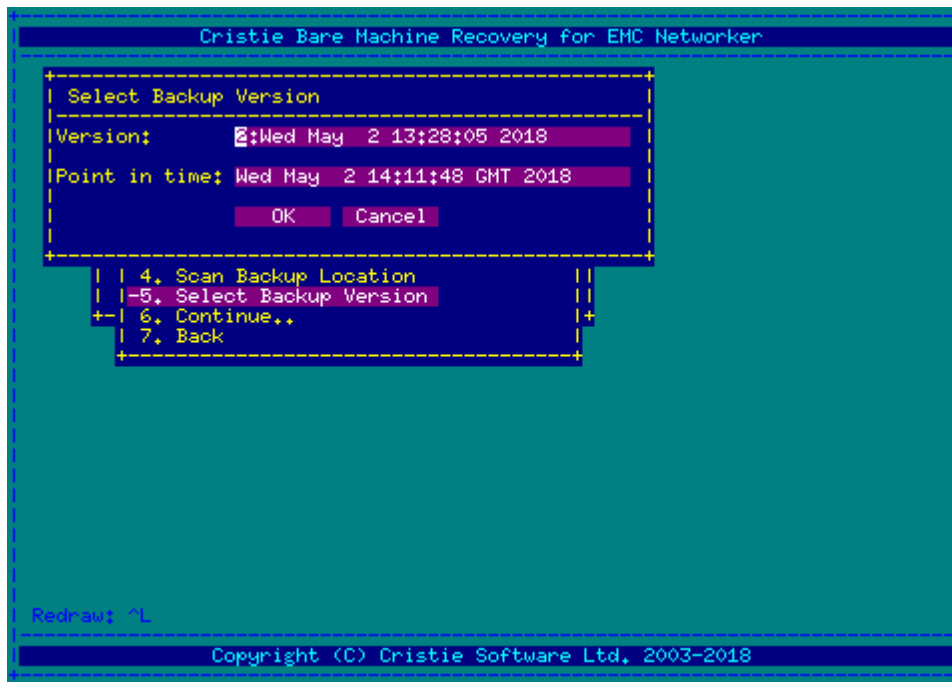 Cristie Bare Machine Recovery for EMC Networker
Select Backup Version
Version: 2:Wed May  2 13:28:05 2018
Point in time: Wed May  2 14:11:48 GMT 2018
OK Cancel
4. Scan Backup Location
5. Select Backup Version
6. Continue..
7. Back
Redraw: ^L
Copyright (C) Cristie Software Ltd. 2003-2018